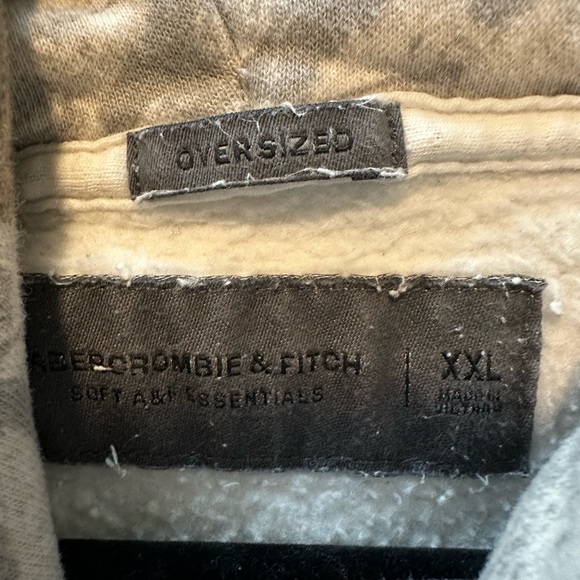 OVERSIZED
ABERCROMBIE & FITCH
SOFT A&F ESSENTIALS
XXL
MADE IN
VIETNAM